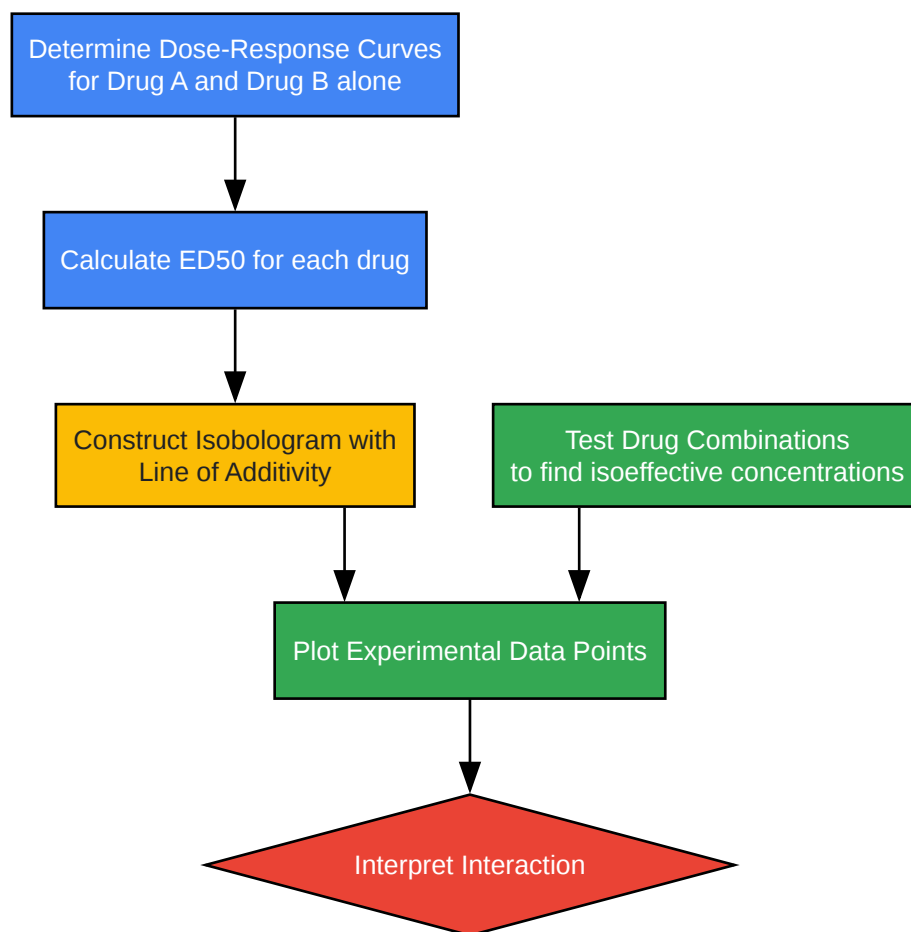 Determine Dose-Response Curves
for Drug A and Drug B alone
Calculate ED50 for each drug
Construct Isobologram with
Line of Additivity
Test Drug Combinations
to find isoeffective concentrations
Plot Experimental Data Points
Interpret Interaction